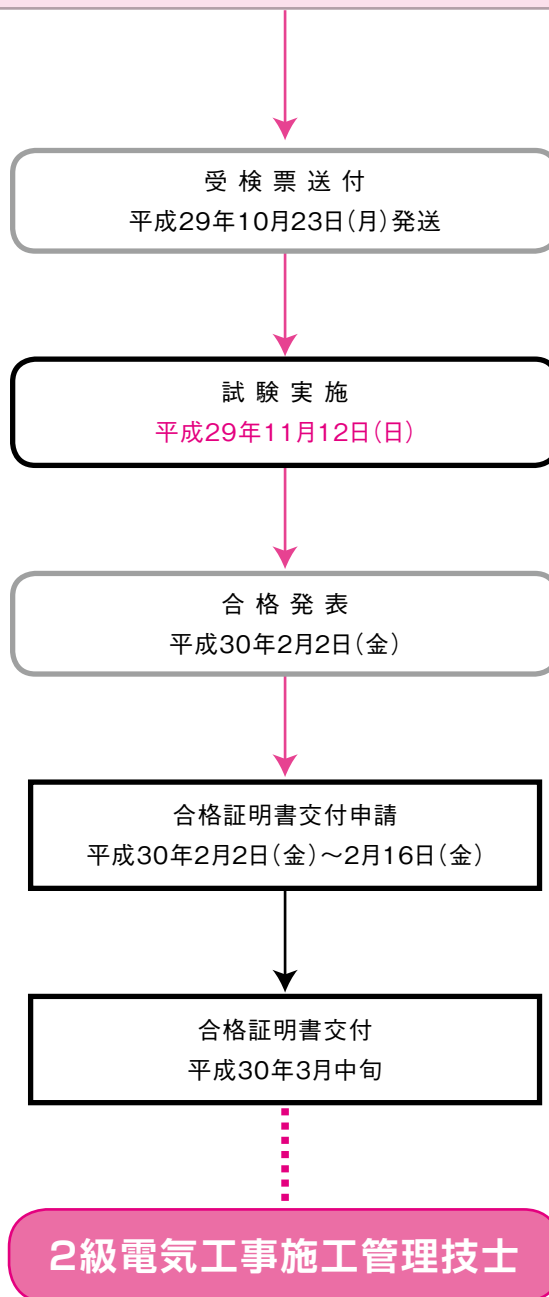 受検票送付
平成29年10月23日(月)発送
試験実施
平成29年11月12日(日)
合格発表
平成30年2月2日(金)
合格証明書交付申請
平成30年2月2日(金)～2月16日(金)
合格証明書交付
平成30年3月中旬
2級電気工事施工管理技士